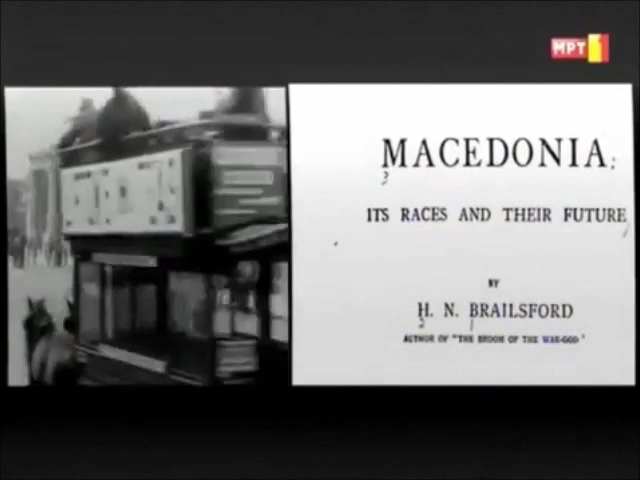 МРТ 1
MACEDONIA:
ITS RACES AND THEIR FUTURE
BY
H. N. BRAILSFORD
AUTHOR OF "THE BROOM OF THE WAR-GOD"